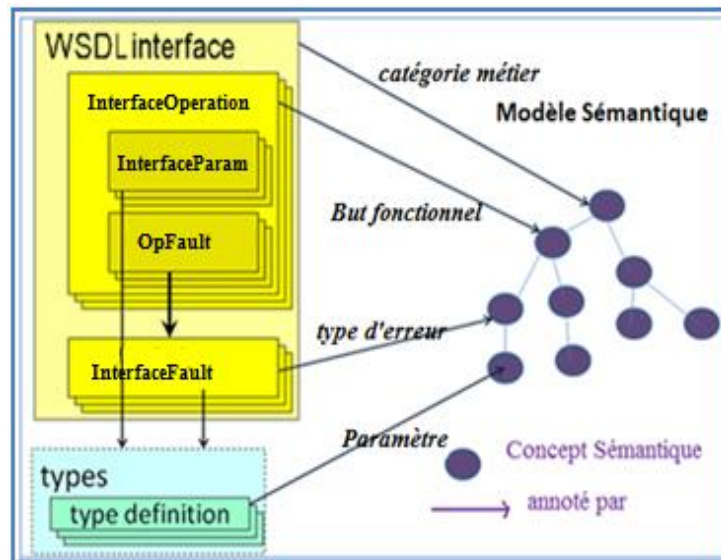 WSDL interface
InterfaceOperation
InterfaceParam
OpFault
InterfaceFault
types
type definition
catégorie métier
Modèle Sémantique
But fonctionnel
type d'erreur
Paramètre
Concept Sémantique
annoté par